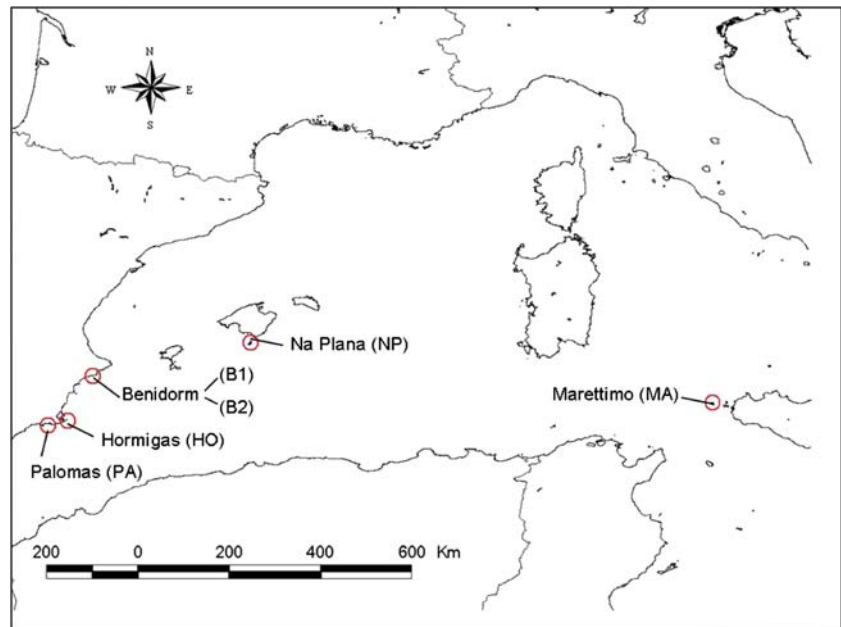 N
W E
S
Na Plana (NP)
(B1)
Benidorm
(B2)
Marettimo (MA)
Hormigas (HO)
Palomas (PA)
200 0 200 400 600 Km